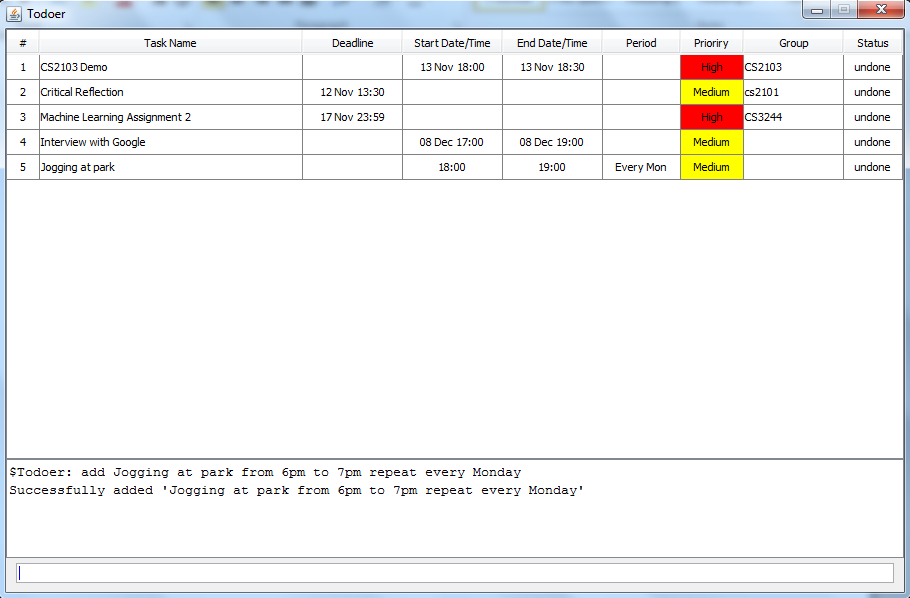 Todoer
# Task Name Deadline Start Date/Time End Date/Time Period Prioriry Group Status
1 CS2103 Demo 13 Nov 18:00 13 Nov 18:30 High CS2103 undone
2 Critical Reflection 12 Nov 13:30 Medium cs2101 undone
3 Machine Learning Assignment 2 17 Nov 23:59 High CS3244 undone
4 Interview with Google 08 Dec 17:00 08 Dec 19:00 Medium undone
5 Jogging at park 18:00 19:00 Every Mon Medium undone
$Todoer: add Jogging at park from 6pm to 7pm repeat every Monday
Successfully added 'Jogging at park from 6pm to 7pm repeat every Monday'